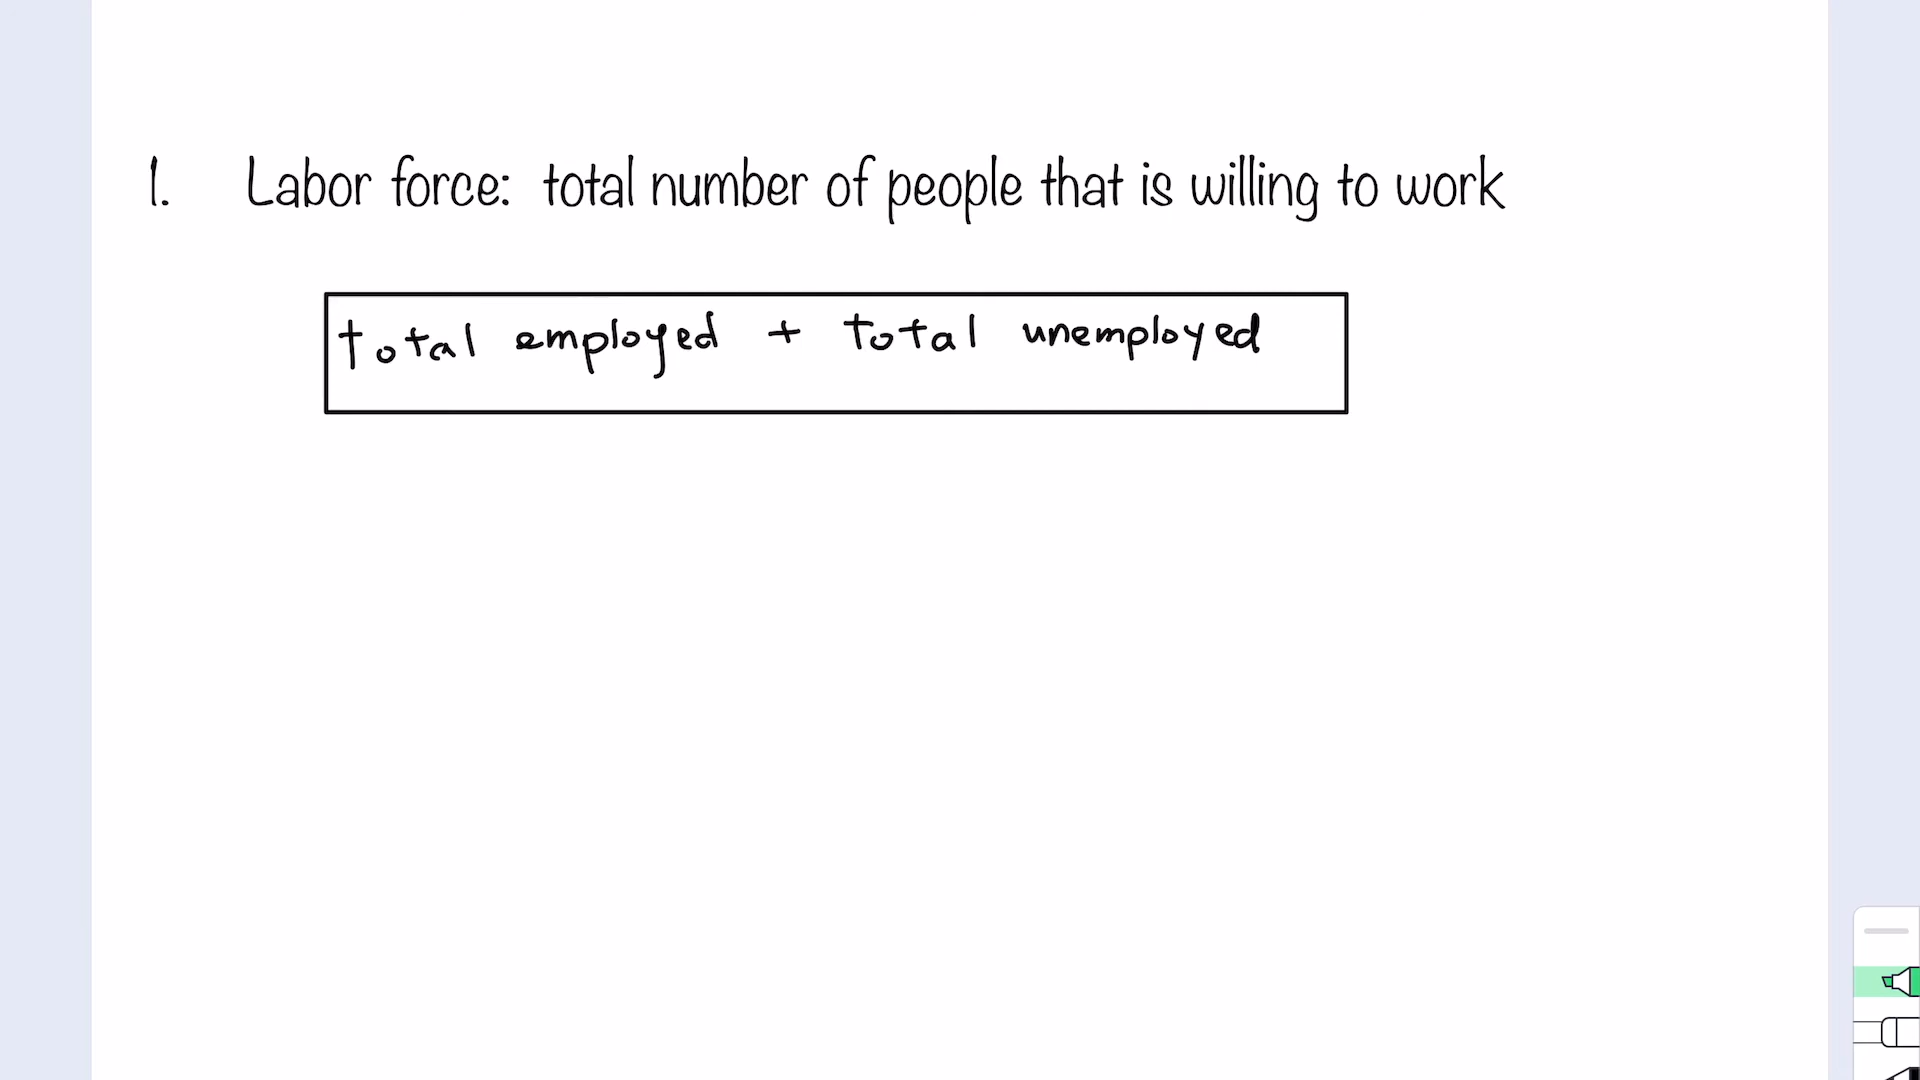 1. Labor force: total number of people that is willing to work
total employed + total unemployed